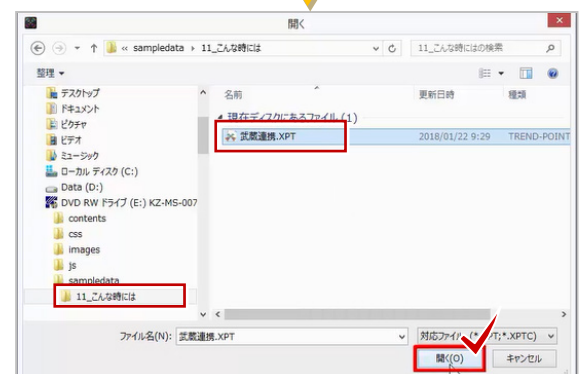 開く
« sampledata › 11_こんな時には
11_こんな時にはの検索
整理
デスクトップ
ドキュメント
ピクチャ
ビデオ
ミュージック
ローカル ディスク (C:)
Data (D:)
DVD RW ドライブ (E:) KZ-MS-007
contents
css
images
js
sampledata
11_こんな時には
名前 更新日時 種類
現在ディスクにあるファイル (1)
武蔵連携.XPT 2018/01/22 9:29 TREND-POINT
ファイル名(N): 武蔵連携.XPT
対応ファイル (*. PT;*.XPTC)
開く(O) キャンセル